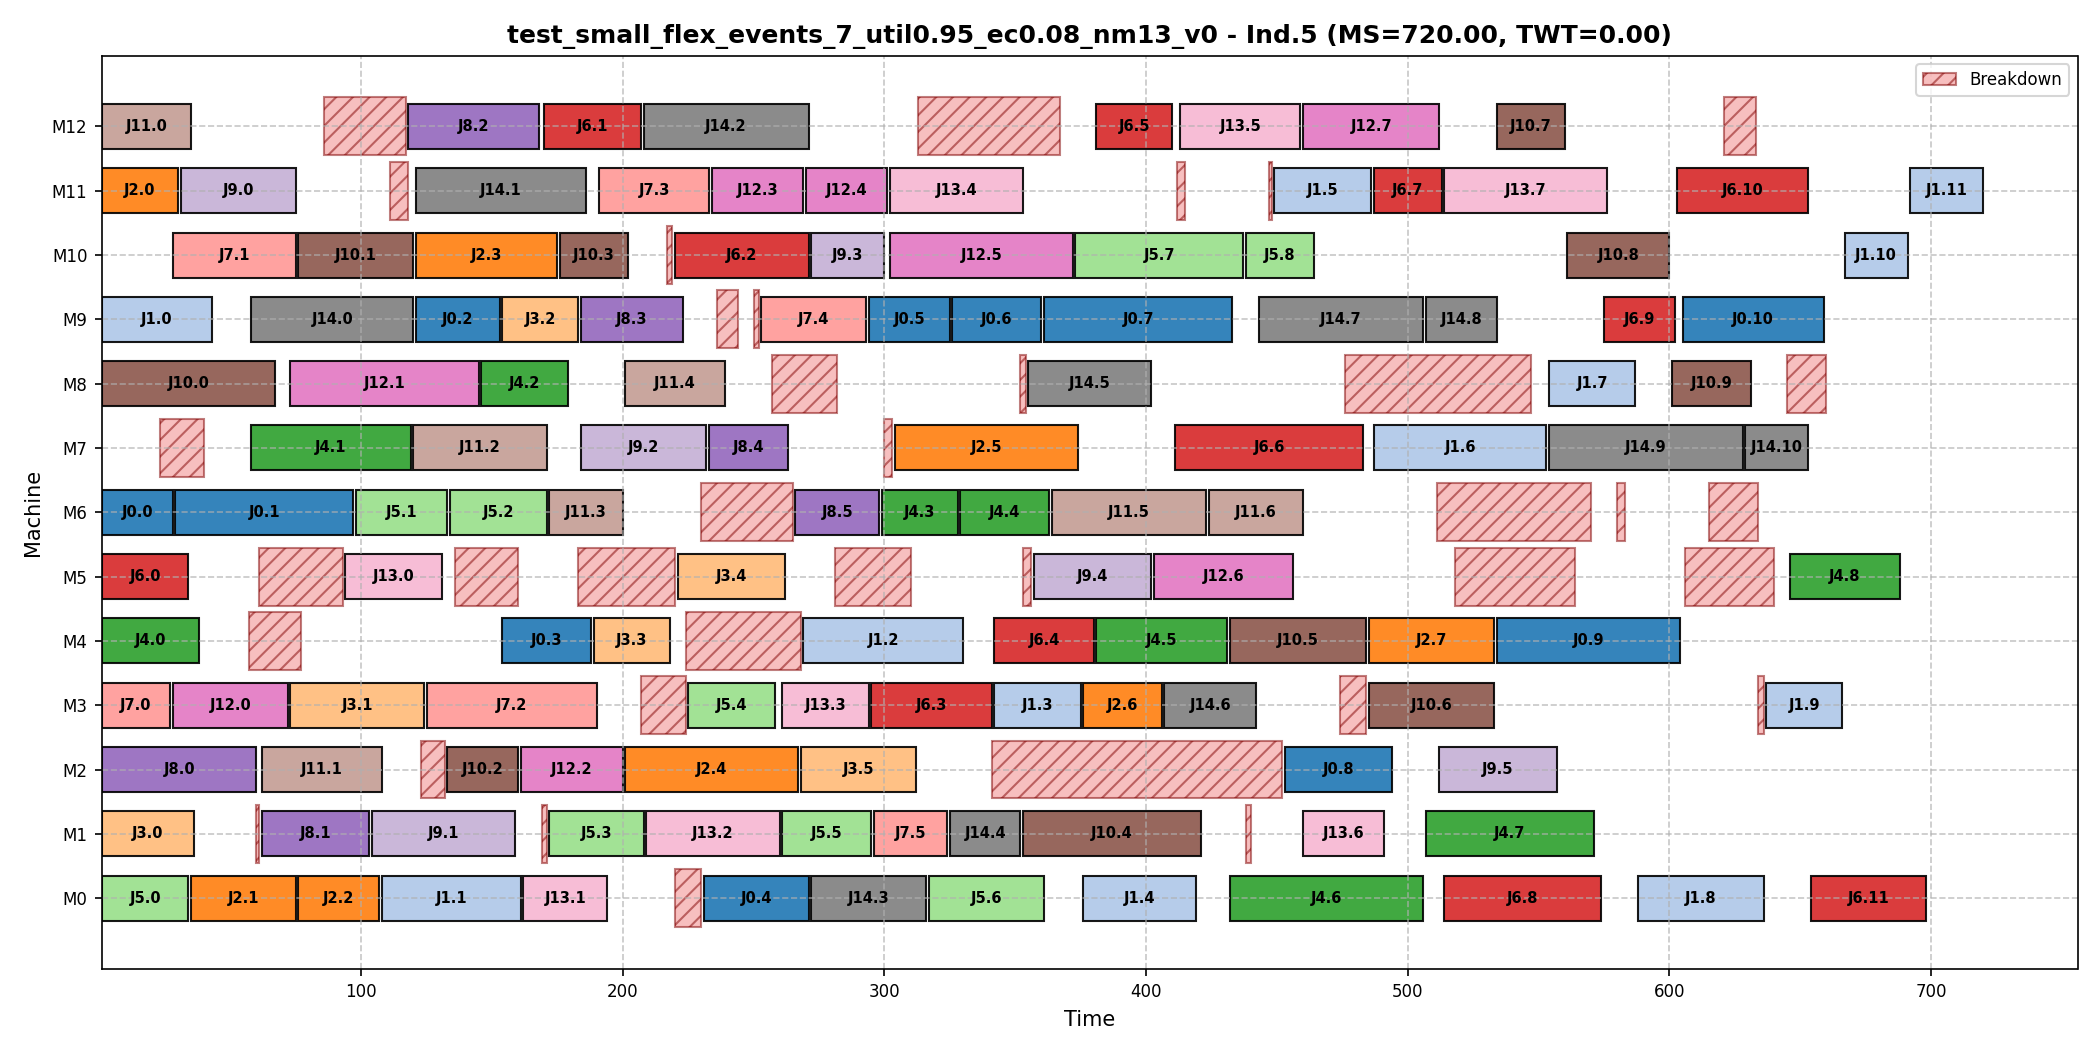 test_small_flex_events_7_util0.95_ec0.08_nm13_v0 - Ind.5 (MS=720.00, TWT=0.00)
Breakdown
M12 J11.0 J8.2 J6.1 J14.2 J6.5 J13.5 J12.7 J10.7
M11 J2.0 J9.0 J14.1 J7.3 J12.3 J12.4 J13.4 J1.5 J6.7 J13.7 J6.10 J1.11
M10 J7.1 J10.1 J2.3 J10.3 J6.2 J9.3 J12.5 J5.7 J5.8 J10.8 J1.10
M9 J1.0 J14.0 J0.2 J3.2 J8.3 J7.4 J0.5 J0.6 J0.7 J14.7 J14.8 J6.9 J0.10
M8 J10.0 J12.1 J4.2 J11.4 J14.5 J1.7 J10.9
M7 J4.1 J11.2 J9.2 J8.4 J2.5 J6.6 J1.6 J14.9 J14.10
M6 J0.0 J0.1 J5.1 J5.2 J11.3 J8.5 J4.3 J4.4 J11.5 J11.6
M5 J6.0 J13.0 J3.4 J9.4 J12.6 J4.8
M4 J4.0 J0.3 J3.3 J1.2 J6.4 J4.5 J10.5 J2.7 J0.9
M3 J7.0 J12.0 J3.1 J7.2 J5.4 J13.3 J6.3 J1.3 J2.6 J14.6 J10.6 J1.9
M2 J8.0 J11.1 J10.2 J12.2 J2.4 J3.5 J0.8 J9.5
M1 J3.0 J8.1 J9.1 J5.3 J13.2 J5.5 J7.5 J14.4 J10.4 J13.6 J4.7
M0 J5.0 J2.1 J2.2 J1.1 J13.1 J0.4 J14.3 J5.6 J1.4 J4.6 J6.8 J1.8 J6.11
Machine
100 200 300 400 500 600 700
Time